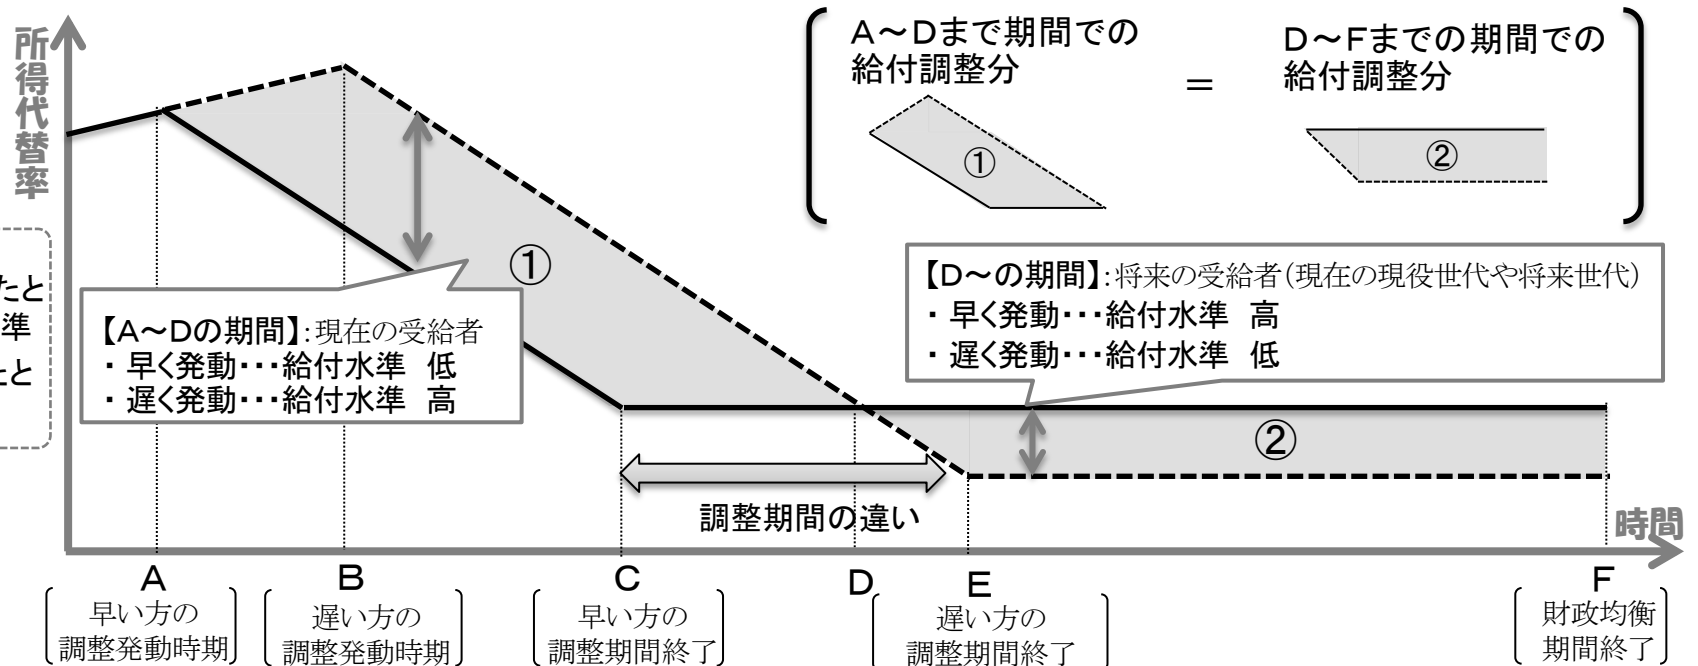 所得代替率
A～Dまで期間での
給付調整分
＝
D～Fまでの期間での
給付調整分
①
②
たと
準
たと
①
【A～Dの期間】：現在の受給者
・早く発動・・・給付水準　低
・遅く発動・・・給付水準　高
【D～の期間】：将来の受給者（現在の現役世代や将来世代）
・早く発動・・・給付水準　高
・遅く発動・・・給付水準　低
②
調整期間の違い
時間
A
早い方の
調整発動時期
B
遅い方の
調整発動時期
C
早い方の
調整期間終了
D
E
遅い方の
調整期間終了
F
財政均衡
期間終了